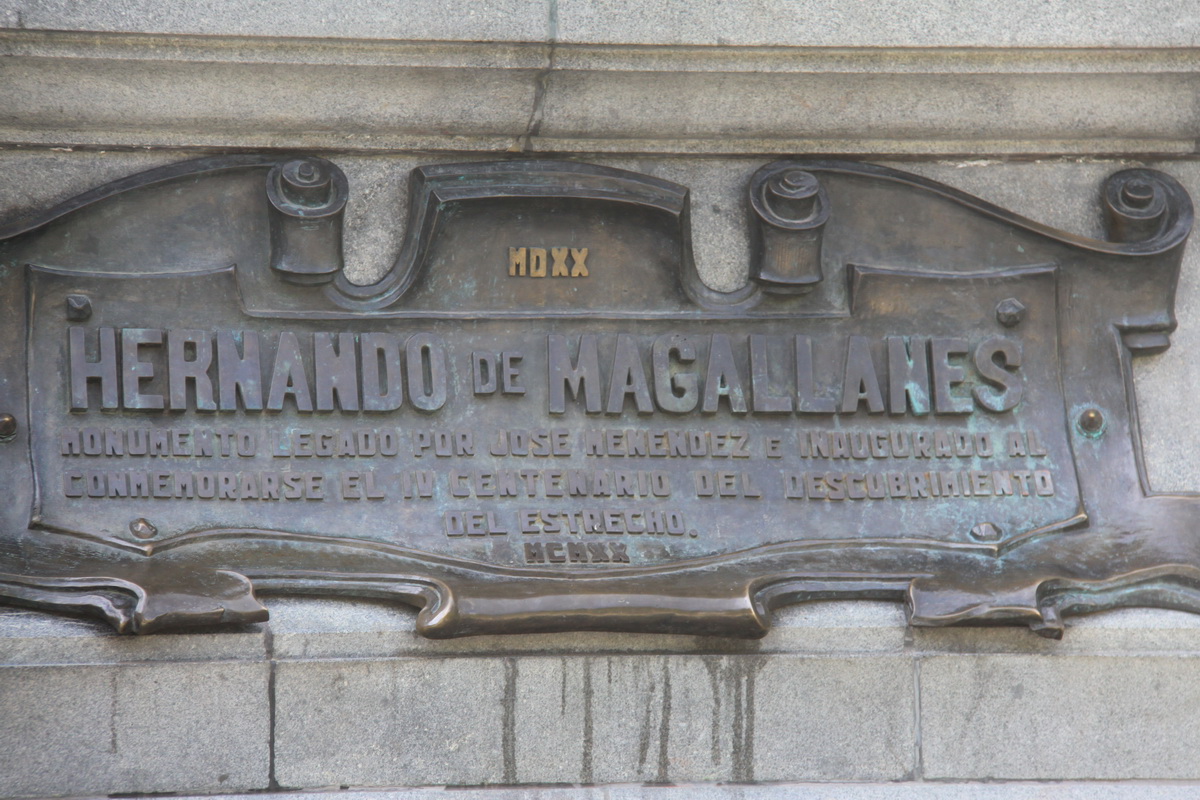 MDXX
HERNANDO DE MAGALLANES
MONUMENTO LEGADO POR JOSE MENENDEZ E INAUGURADO AL
CONMEMORARSE EL IV CENTENARIO DEL DESCUBRIMIENTO
DEL ESTRECHO.
MCMXX